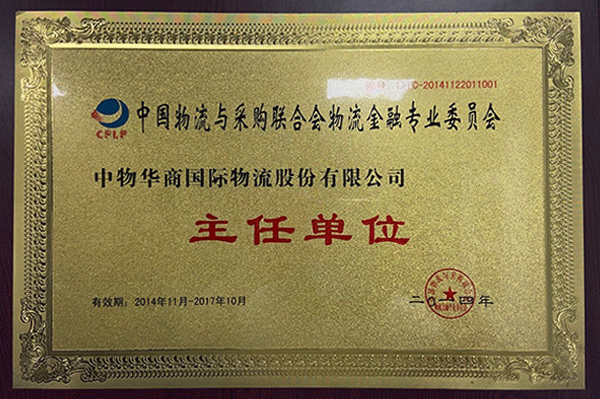 编号：LFPC-20141122011001
CFLP 中国物流与采购联合会物流金融专业委员会
中物华商国际物流股份有限公司
主任单位
有效期：2014年11月-2017年10月
二〇一四年